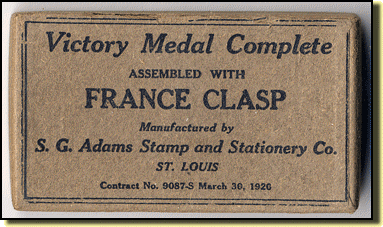 Victory Medal Complete
ASSEMBLED WITH
FRANCE CLASP
Manufactured by
S. G. Adams Stamp and Stationery Co.
ST. LOUIS
Contract No. 9087-S March 30, 1920